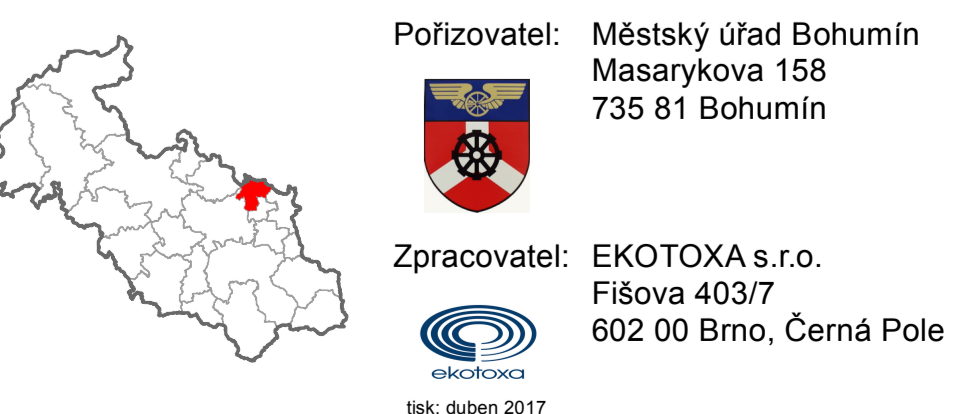 Pořizovatel: Městský úřad Bohumín
Masarykova 158
735 81 Bohumín
Zpracovatel: EKOTOXA s.r.o.
Fišova 403/7
602 00 Brno, Černá Pole
ekotoxa
tisk: duben 2017